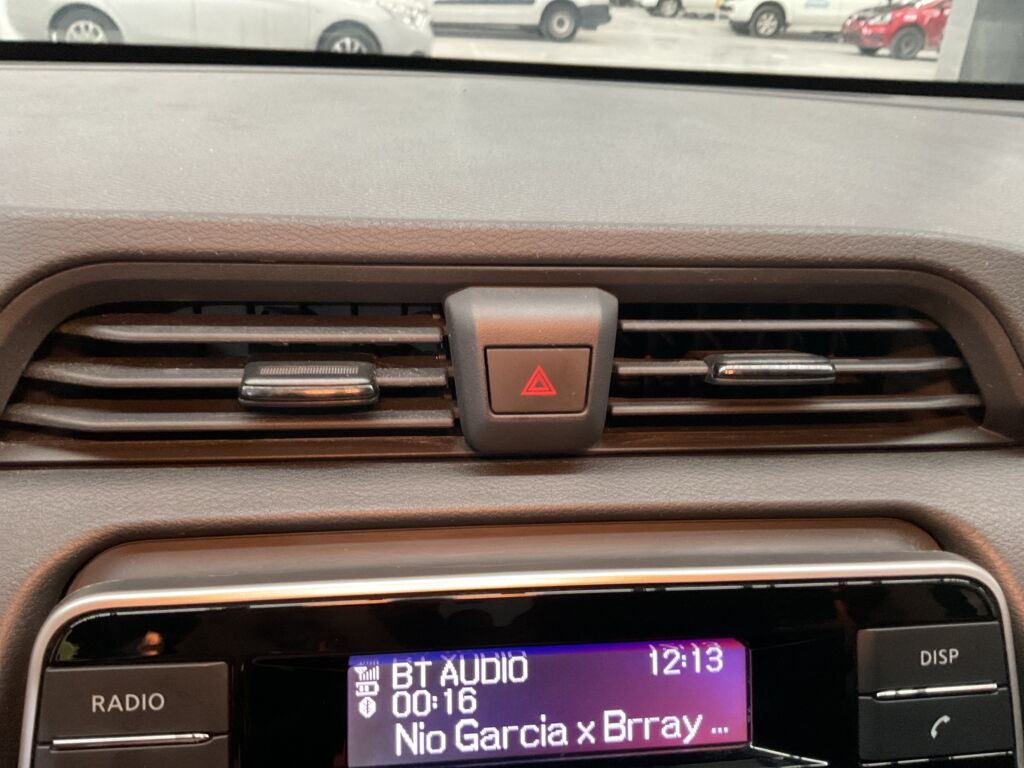 BT AUDIO 12:13
DISP
RADIO
00:16
Nio Garcia x Brray ...